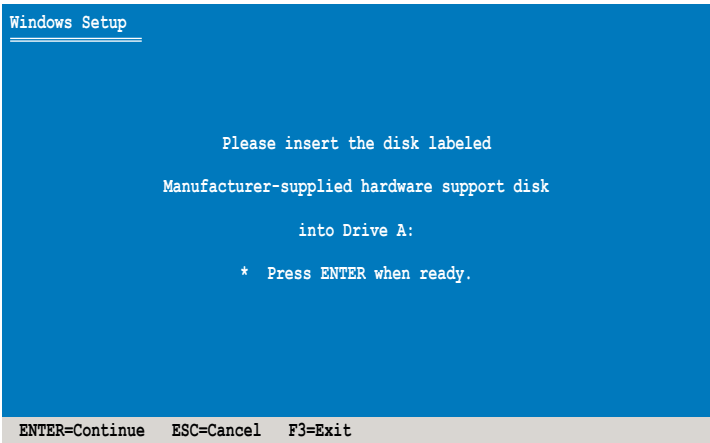 Windows Setup
Please insert the disk labeled
Manufacturer-supplied hardware support disk
into Drive A:
* Press ENTER when ready.
ENTER=Continue ESC=Cancel F3=Exit